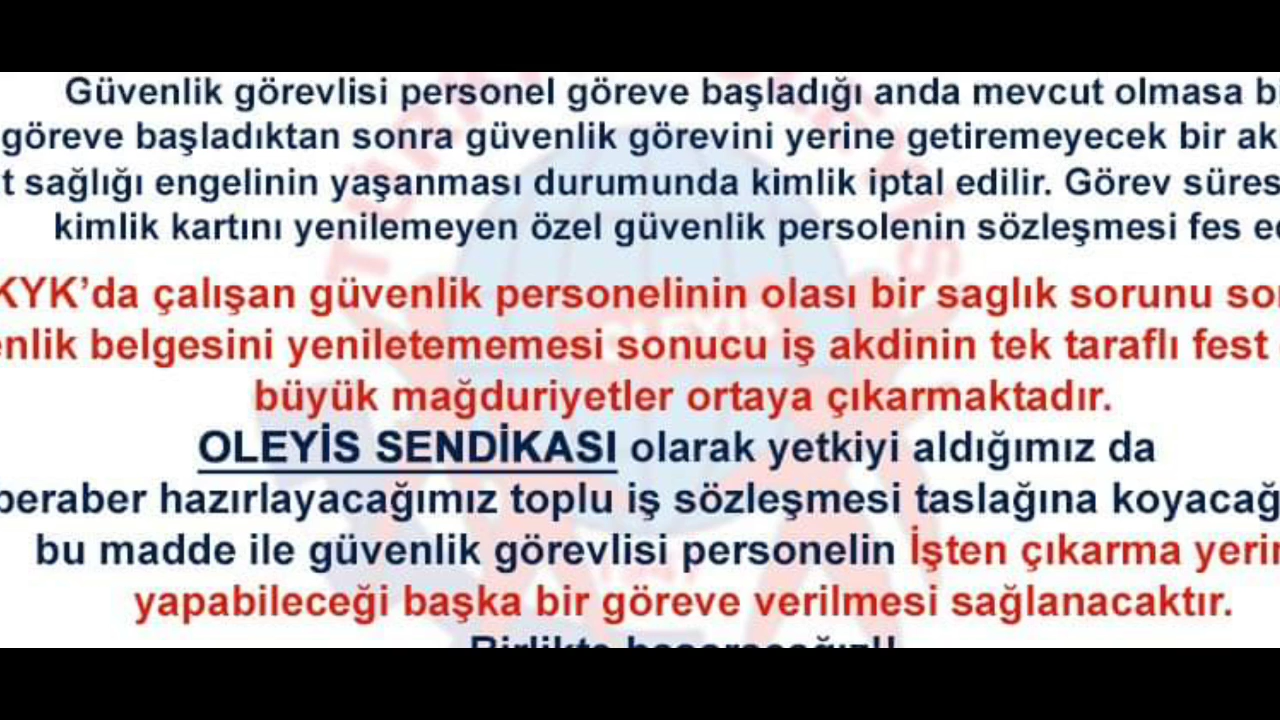 Güvenlik görevlisi personel göreve başladığı anda mevcut olmasa bi
göreve başladıktan sonra güvenlik görevini yerine getiremeyecek bir ak
t sağlığı engelinin yaşanması durumunda kimlik iptal edilir. Görev süres
kimlik kartını yenilemeyen özel güvenlik persolenin sözleşmesi fes e
KYK'da çalışan güvenlik personelinin olası bir saglık sorunu so
enlik belgesini yeniletememesi sonucu iş akdinin tek taraflı fest
büyük mağduriyetler ortaya çıkarmaktadır.
OLEYİS SENDİKASI olarak yetkiyi aldığımız da
beraber hazırlayacağımız toplu iş sözleşmesi taslağına koyacağ
bu madde ile güvenlik görevlisi personelin İşten çıkarma yeri
yapabileceği başka bir göreve verilmesi sağlanacaktır.
Birlikte başaracağız!!